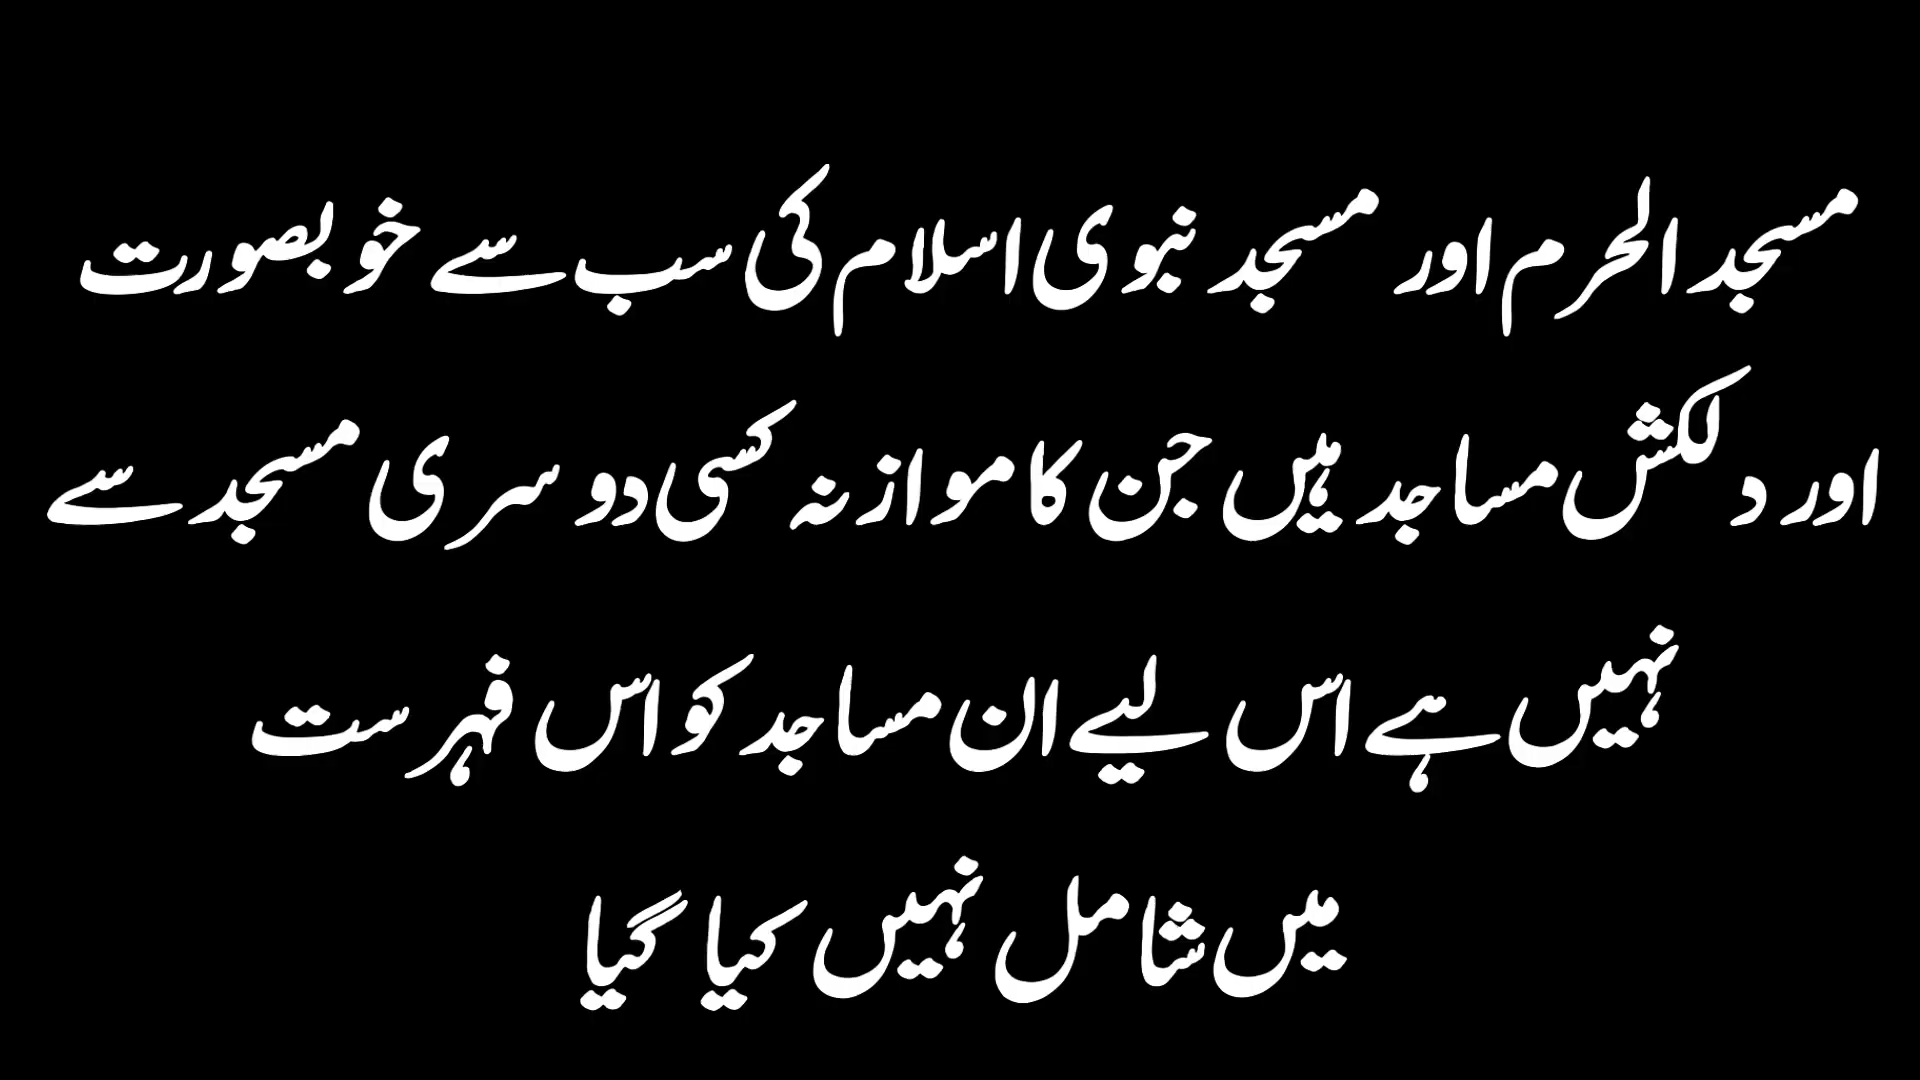 مسجد الحرم اور مسجد نبوی اسلام کی سب سے خوبصورت
اور دلکش مساجد ہیں جن کا موازنہ کسی دوسری مسجد سے
نہیں ہے اس لیے ان مساجد کو اس فہرست
میں شامل نہیں کیا گیا